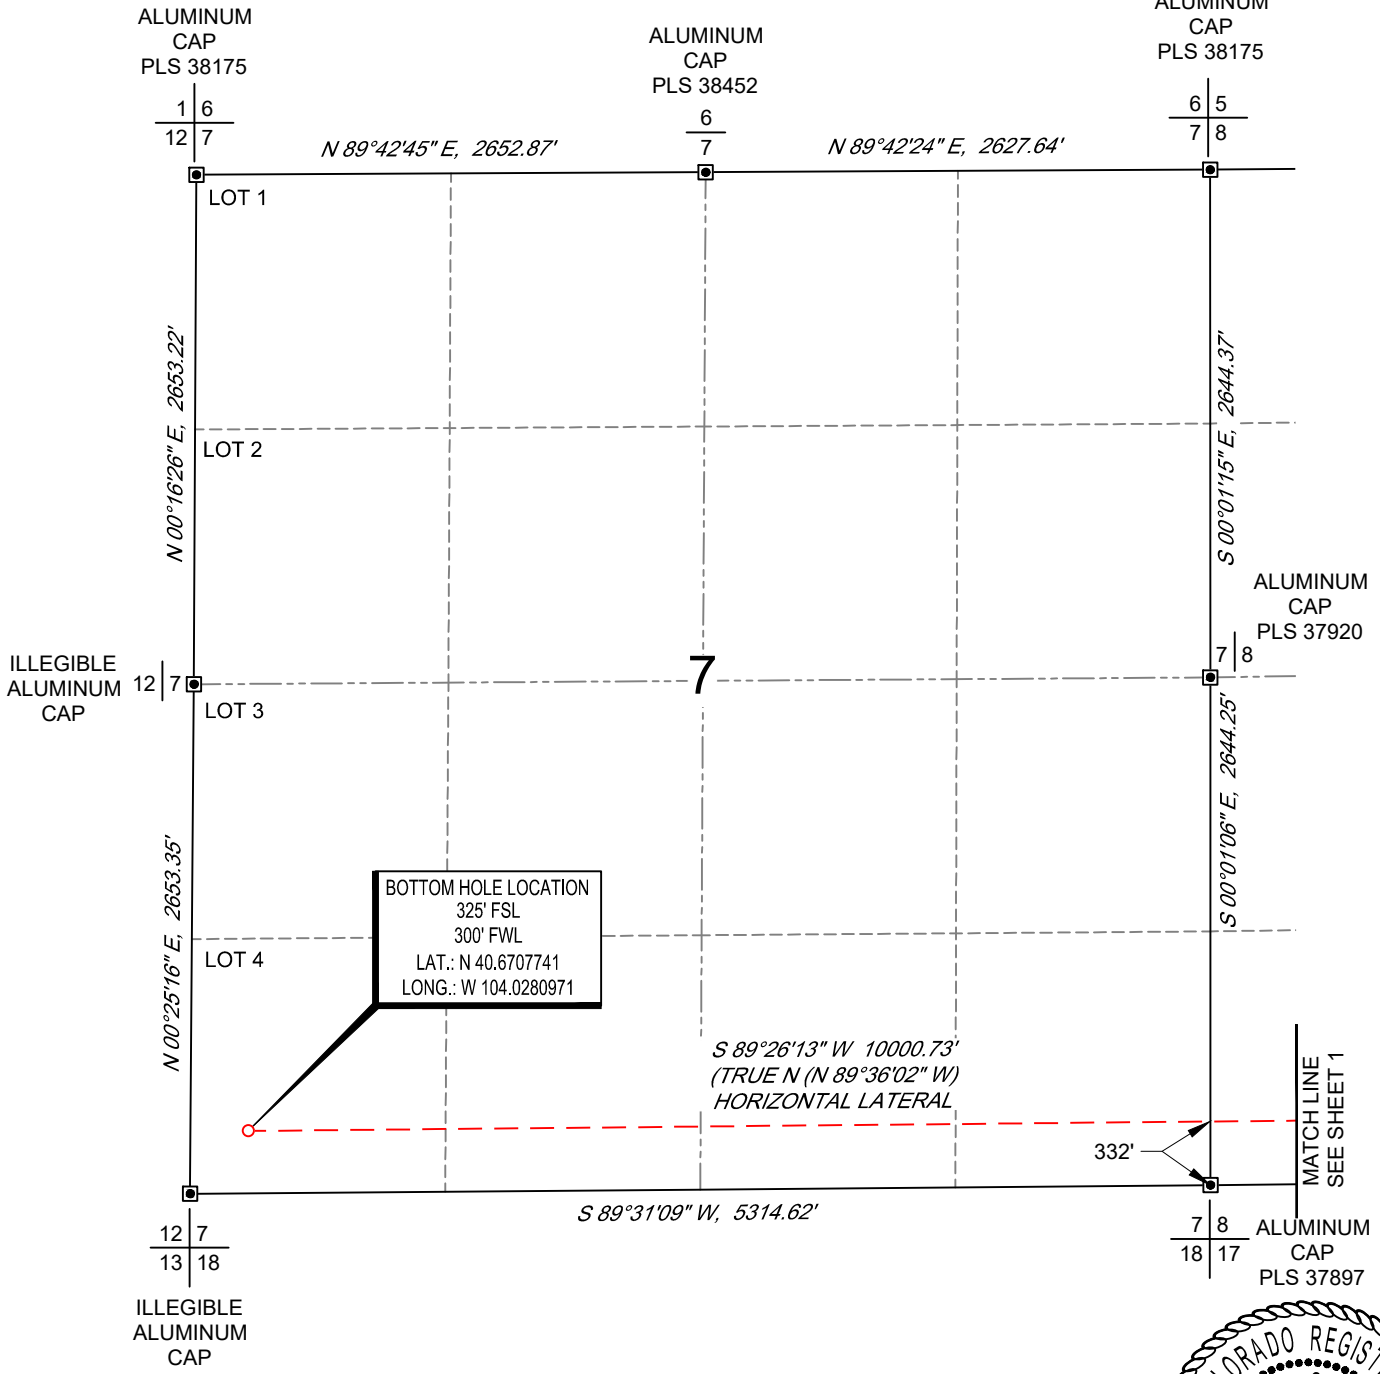 ALUMINUM
CAP
PLS 38175
1 6
12 7
ALUMINUM
CAP
PLS 38452
6
7
ALUMINUM
CAP
PLS 38175
6 5
7 8
N 89°42'45" E, 2652.87'
N 89°42'24" E, 2627.64'
LOT 1
N 00°16'26" E, 2653.22'
S 00°01'15" E, 2644.37'
LOT 2
ALUMINUM
CAP
PLS 37920
7 8
ILLEGIBLE
ALUMINUM
CAP
12 7
7
LOT 3
S 00°01'06" E, 2644.25'
N 00°25'16" E, 2653.35'
BOTTOM HOLE LOCATION
325' FSL
300' FWL
LAT.: N 40.6707741
LONG.: W 104.0280971
LOT 4
S 89°26'13" W 10000.73'
(TRUE N (N 89°36'02" W)
HORIZONTAL LATERAL
MATCH LINE
SEE SHEET 1
332'
S 89°31'09" W, 5314.62'
12 7
13 18
ILLEGIBLE
ALUMINUM
CAP
7 8
18 17
ALUMINUM
CAP
PLS 37897